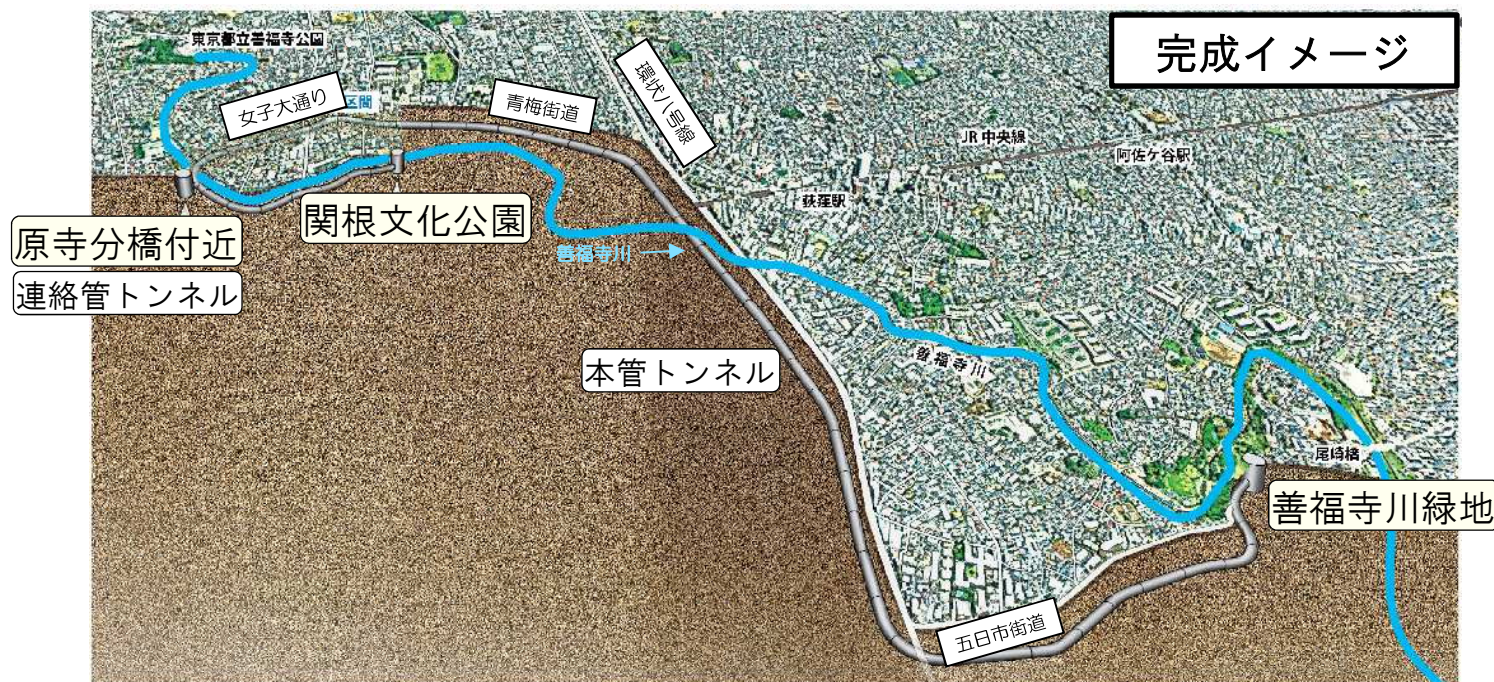 完成イメージ
東京都立善福寺公園
女子大通り
区間
青梅街道
環状八号線
JR 中央線
阿佐ケ谷駅
荻窪駅
原寺分橋付近
連絡管トンネル
関根文化公園
善福寺川
本管トンネル
善福寺川
尾崎橋
善福寺川緑地
五日市街道